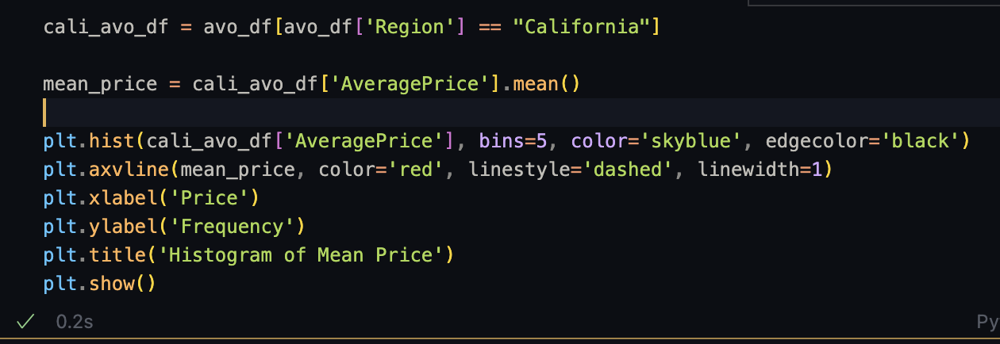 cali_avo_df = avo_df[avo_df['Region'] == "California"]
mean_price = cali_avo_df['AveragePrice'].mean()
plt.hist(cali_avo_df['AveragePrice'], bins=5, color='skyblue', edgecolor='black')
plt.axvline(mean_price, color='red', linestyle='dashed', linewidth=1)
plt.xlabel('Price')
plt.ylabel('Frequency')
plt.title('Histogram of Mean Price')
plt.show()
0.2s
Py